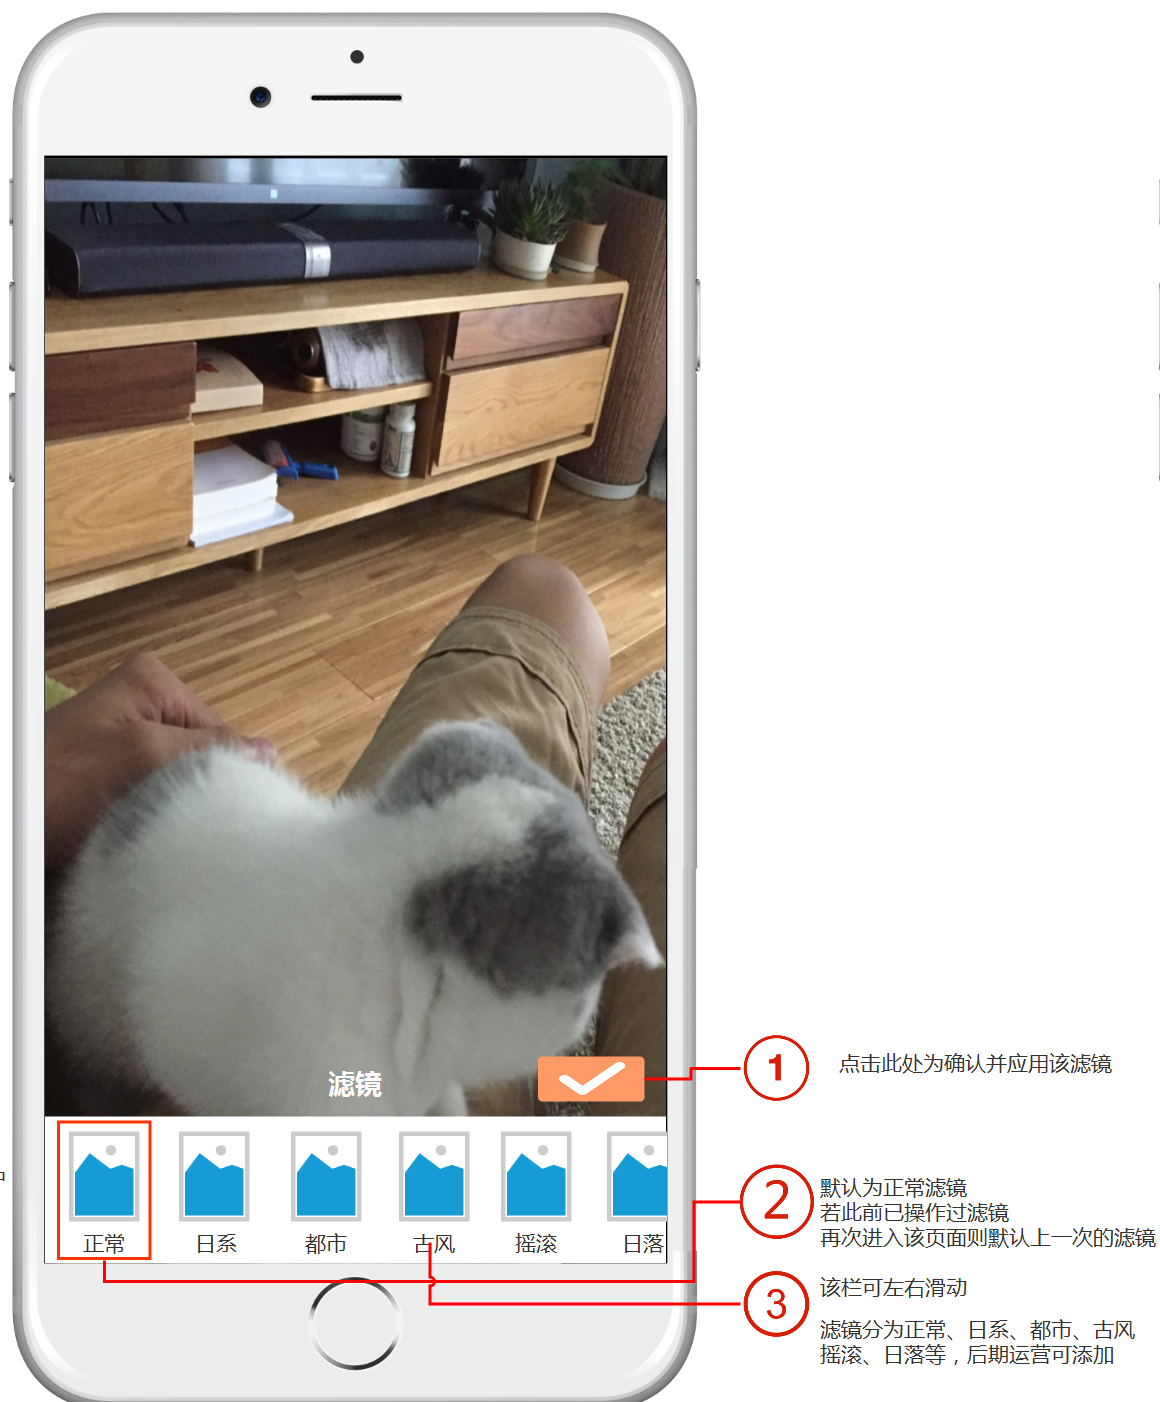 滤镜
正常
日系
都市
古风
摇滚
日落
1
点击此处为确认并应用该滤镜
2
默认为正常滤镜
若此前已操作过滤镜
再次进入该页面则默认上一次的滤镜
3
该栏可左右滑动
滤镜分为正常、日系、都市、古风
摇滚、日落等，后期运营可添加